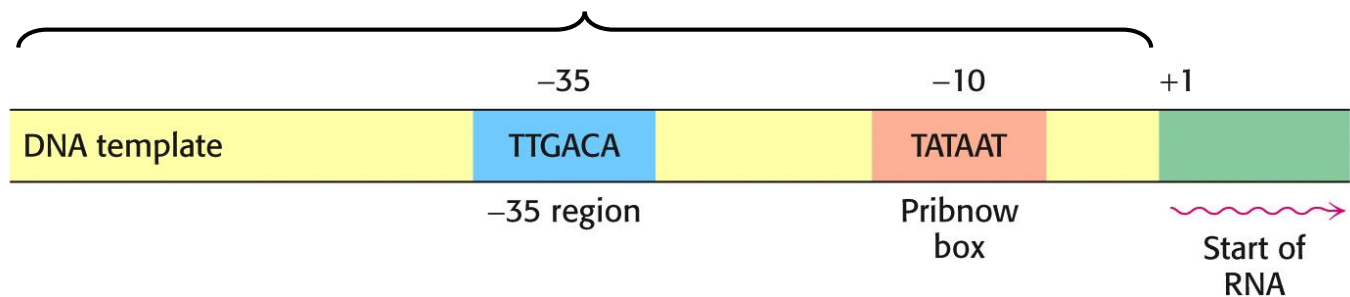 −35
−10
+1
DNA template
TTGACA
TATAAT
−35 region
Pribnow
box
Start of
RNA